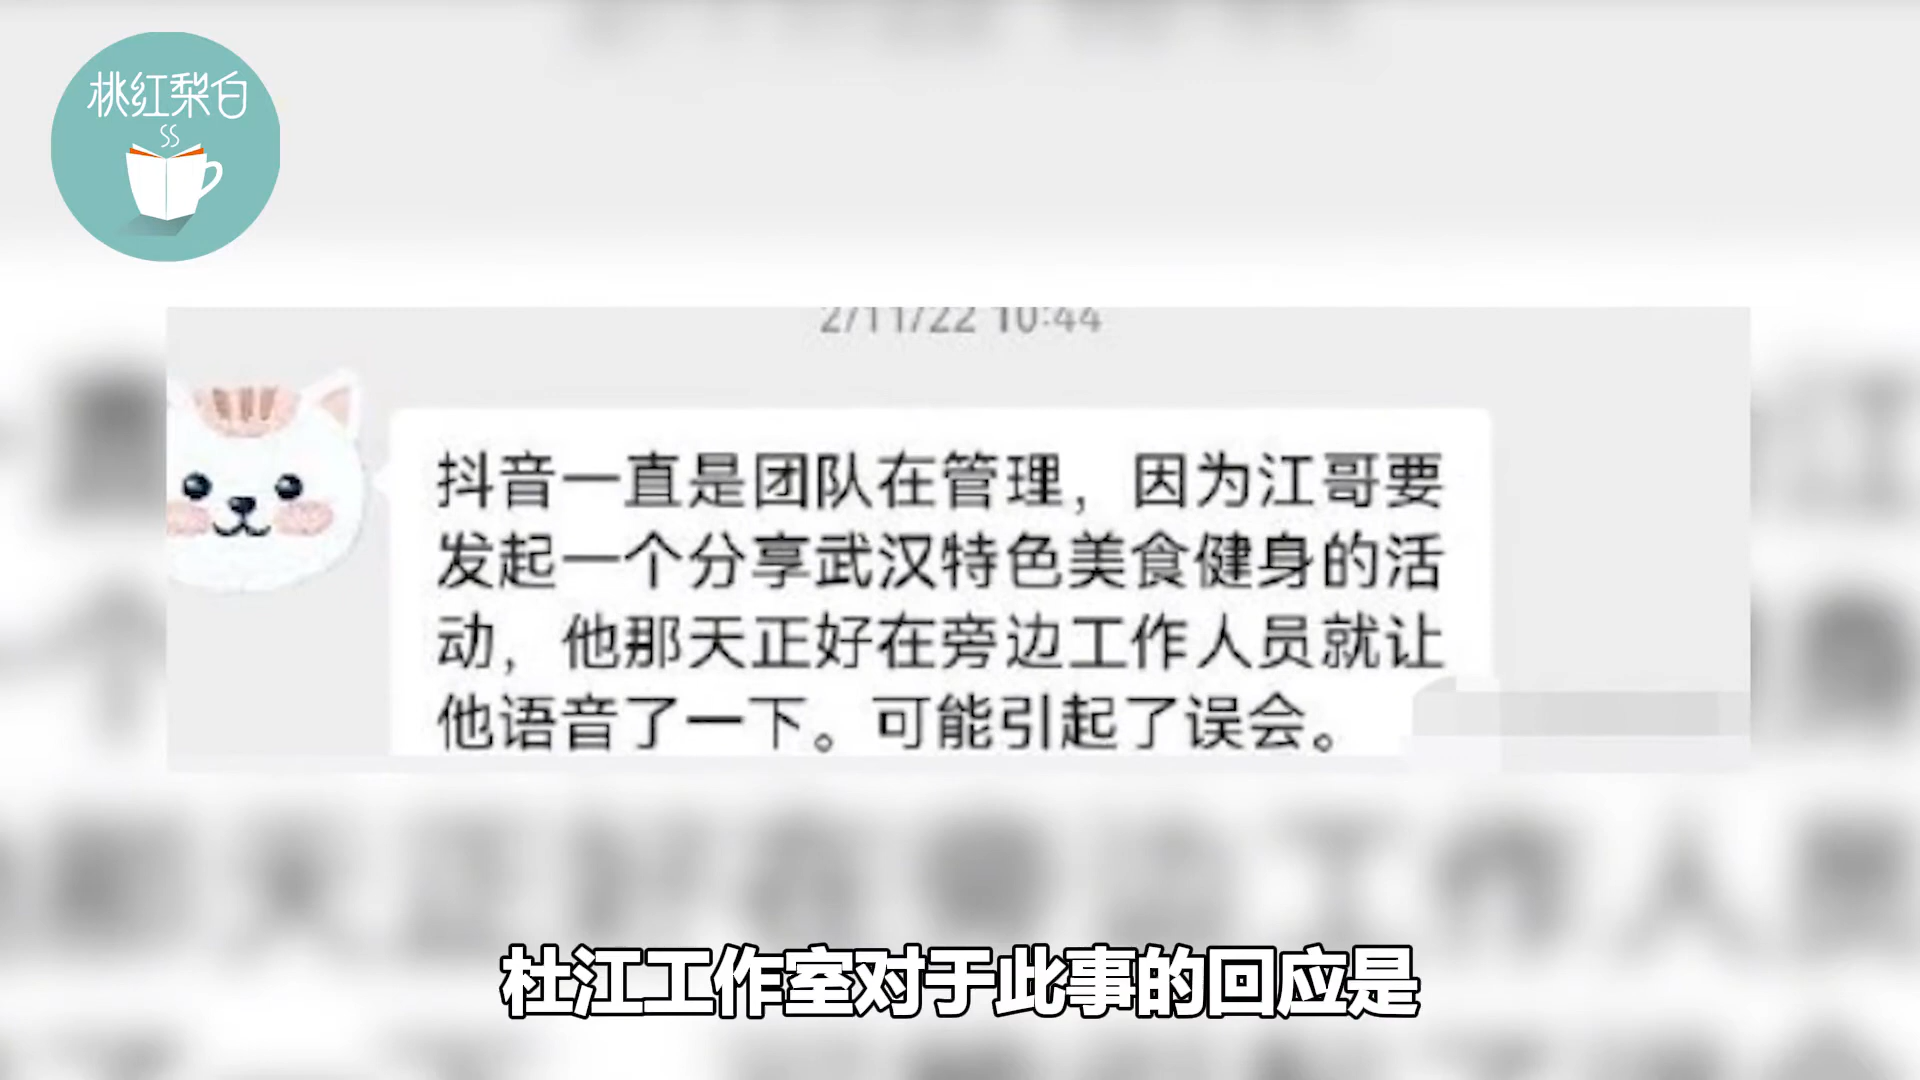 桃红梨白
2/11/22 10:44
抖音一直是团队在管理，因为江哥要
发起一个分享武汉特色美食健身的活
动，他那天正好在旁边工作人员就让
他语音了一下。可能引起了误会。
杜江工作室对于此事的回应是